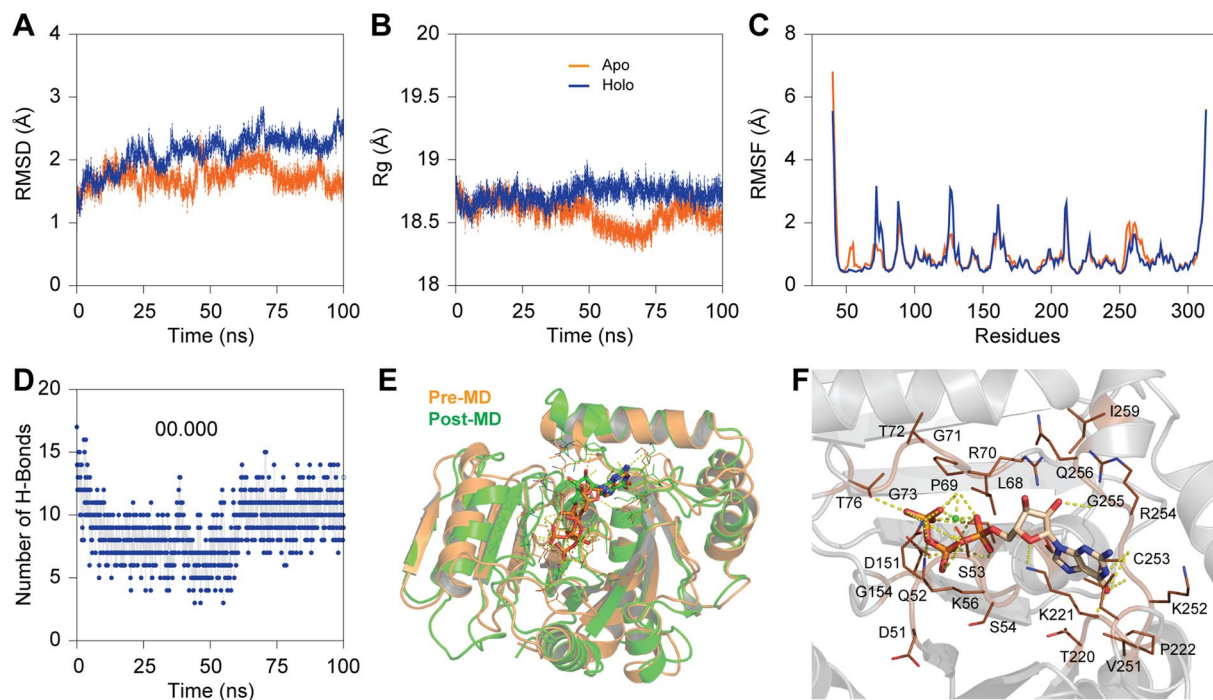 A
RMSD (Å)
4
3
2
1
0
0
25
50
75
100
Time (ns)
B
Rg (Å)
20
19.5
19
18.5
18
Apo
Holo
0
25
50
75
100
Time (ns)
C
RMSF (Å)
8
6
4
2
0
50
100
150
200
250
300
Residues
D
Number of H-Bonds
20
15
10
5
0
00.000
0
25
50
75
100
Time (ns)
E
Pre-MD
Post-MD
F
I259
T72
G71
R70
Q256
T76
G73
P69
L68
G255
R254
D151
S53
C253
G154
Q52
K56
K221
K252
S54
D51
T220
V251
P222